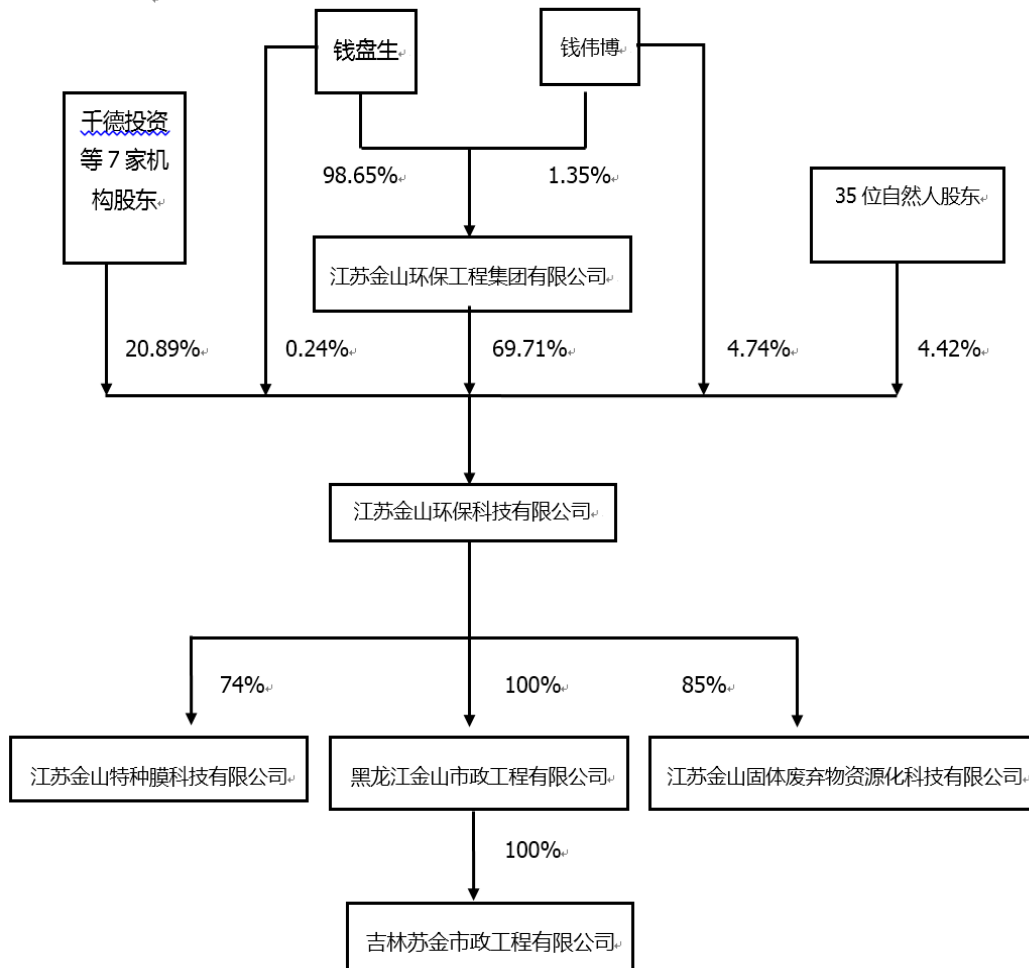 钱盘生
钱伟博
千德投资
等7家机
构股东
98.65%
1.35%
35位自然人股东
江苏金山环保工程集团有限公司
20.89%
0.24%
69.71%
4.74%
4.42%
江苏金山环保科技有限公司
74%
100%
85%
江苏金山特种膜科技有限公司
黑龙江金山市政工程有限公司
江苏金山固体废弃物资源化科技有限公司
100%
吉林苏金市政工程有限公司